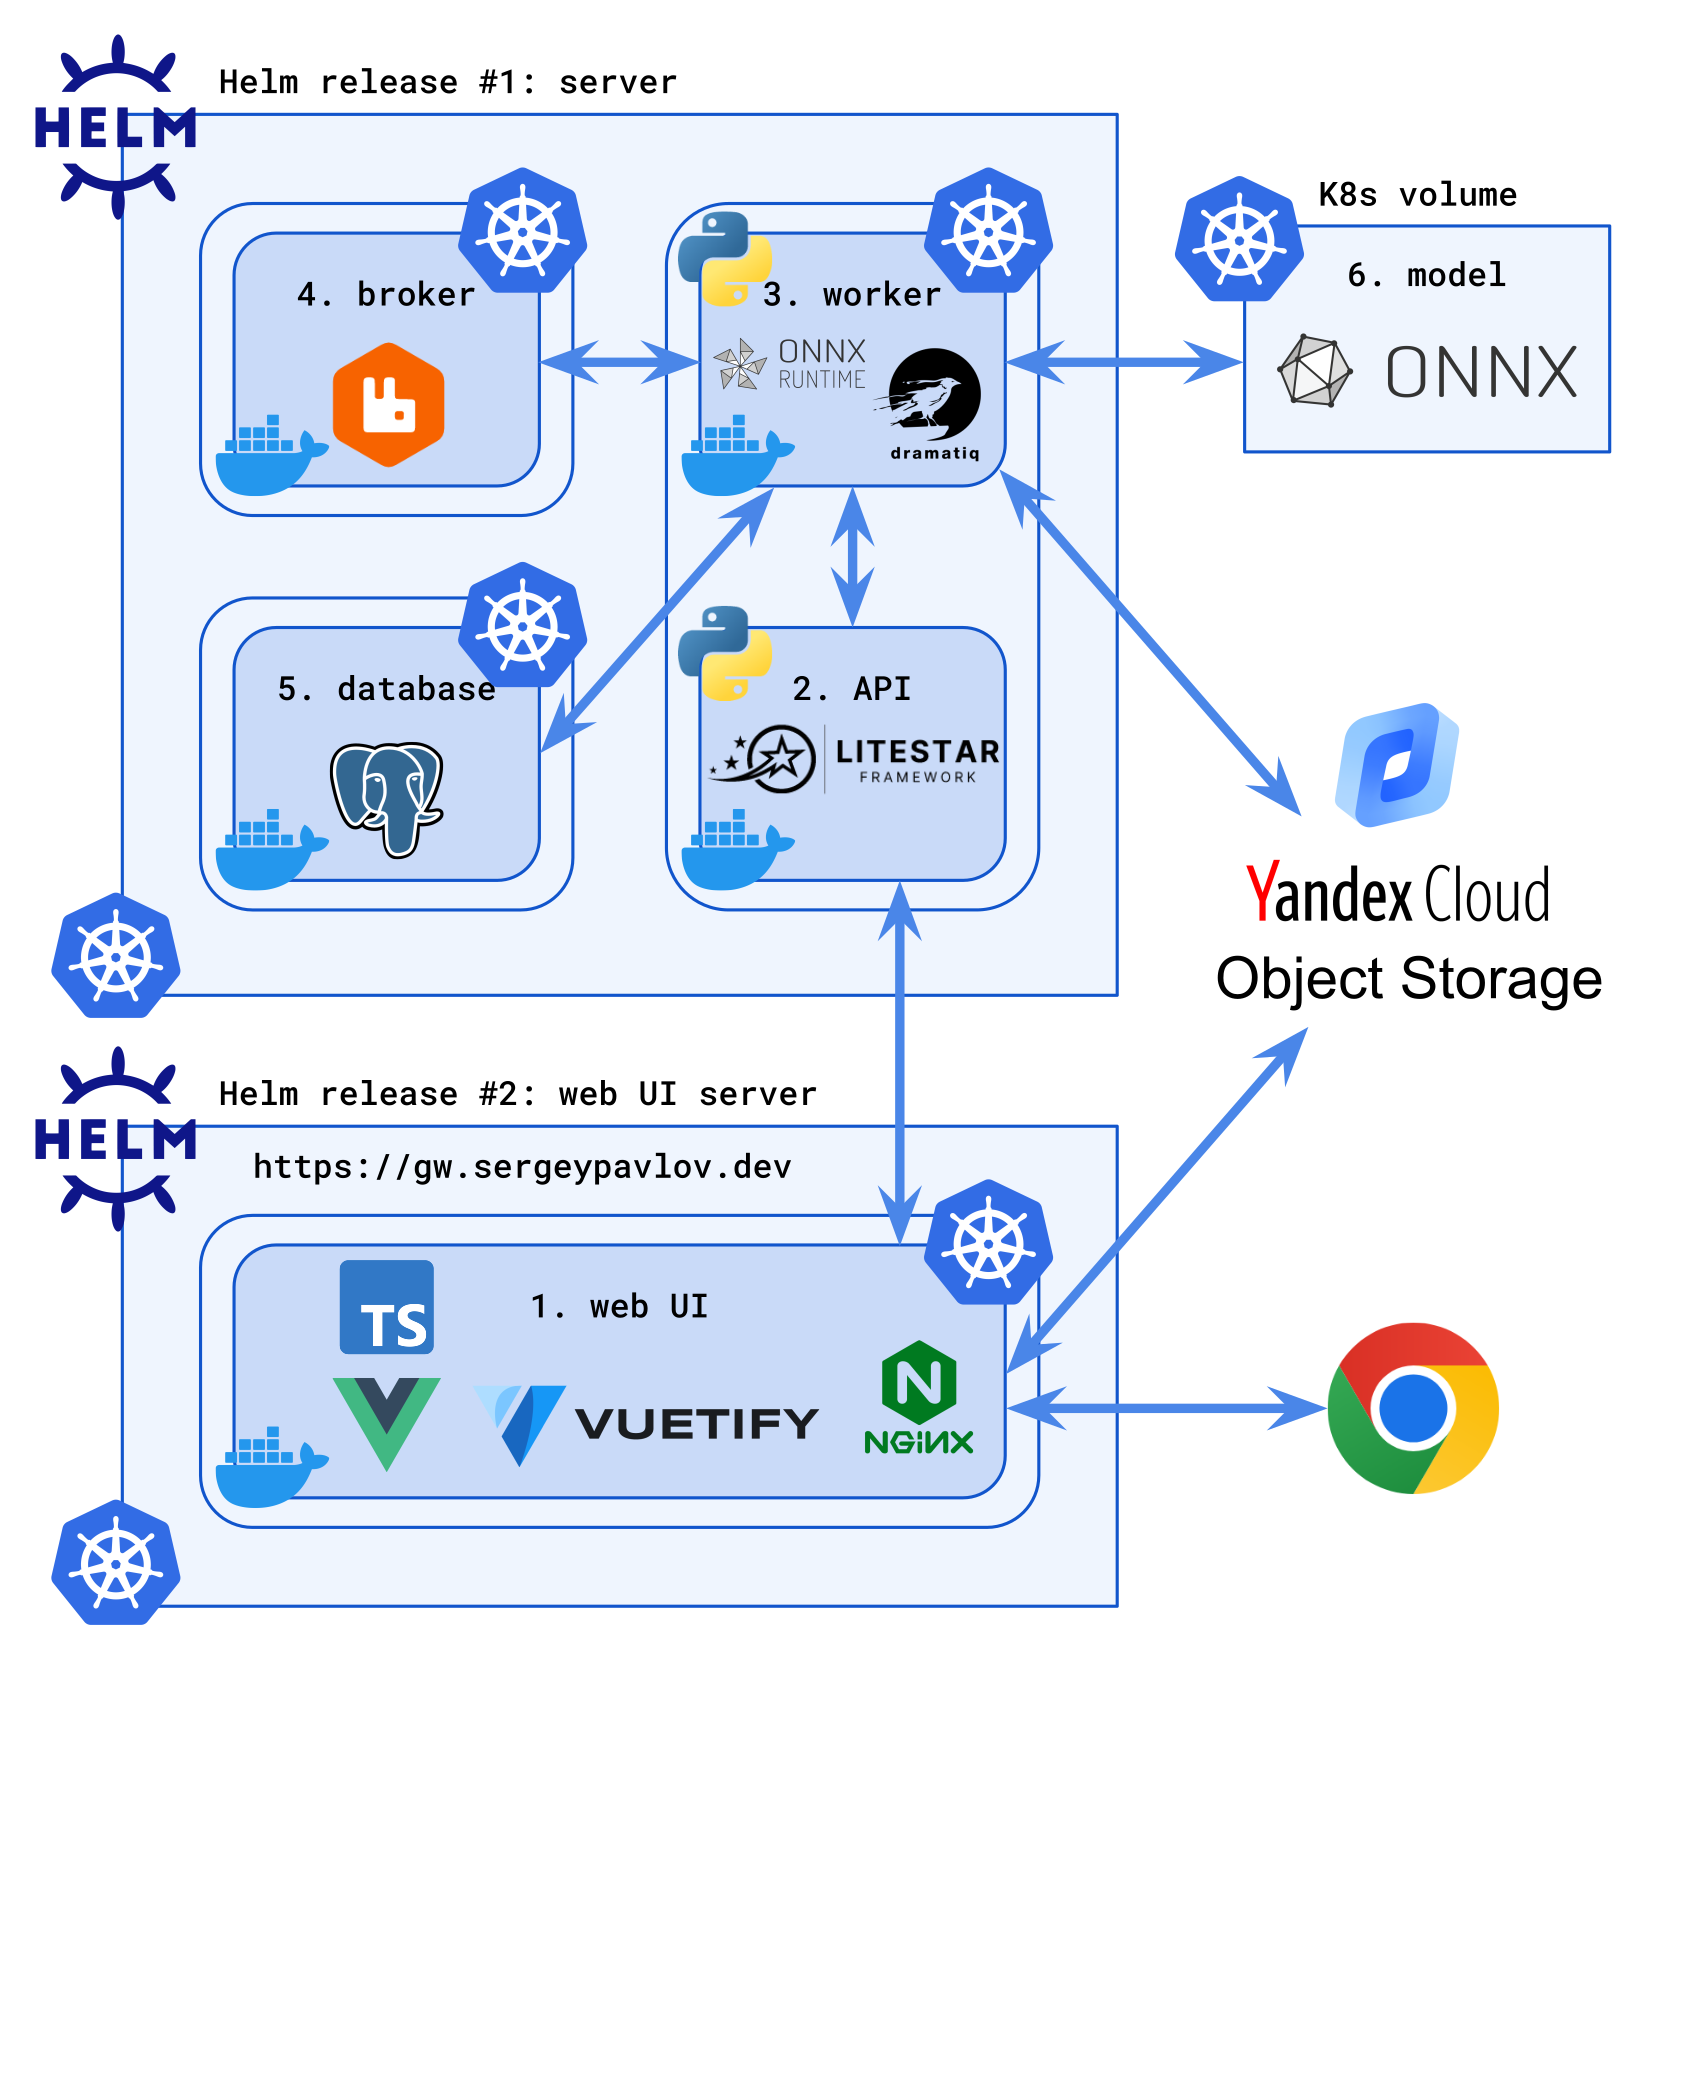 HELM
Helm release #1: server
K8s volume
4. broker
3. worker
6. model
ONNX
RUNTIME
ONNX
dramatiq
5. database
2. API
LITESTAR
FRAMEWORK
Yandex Cloud
Object Storage
HELM
Helm release #2: web UI server
https://gw.sergeypavlov.dev
TS
1. web UI
N
VUETIFY
NGINX